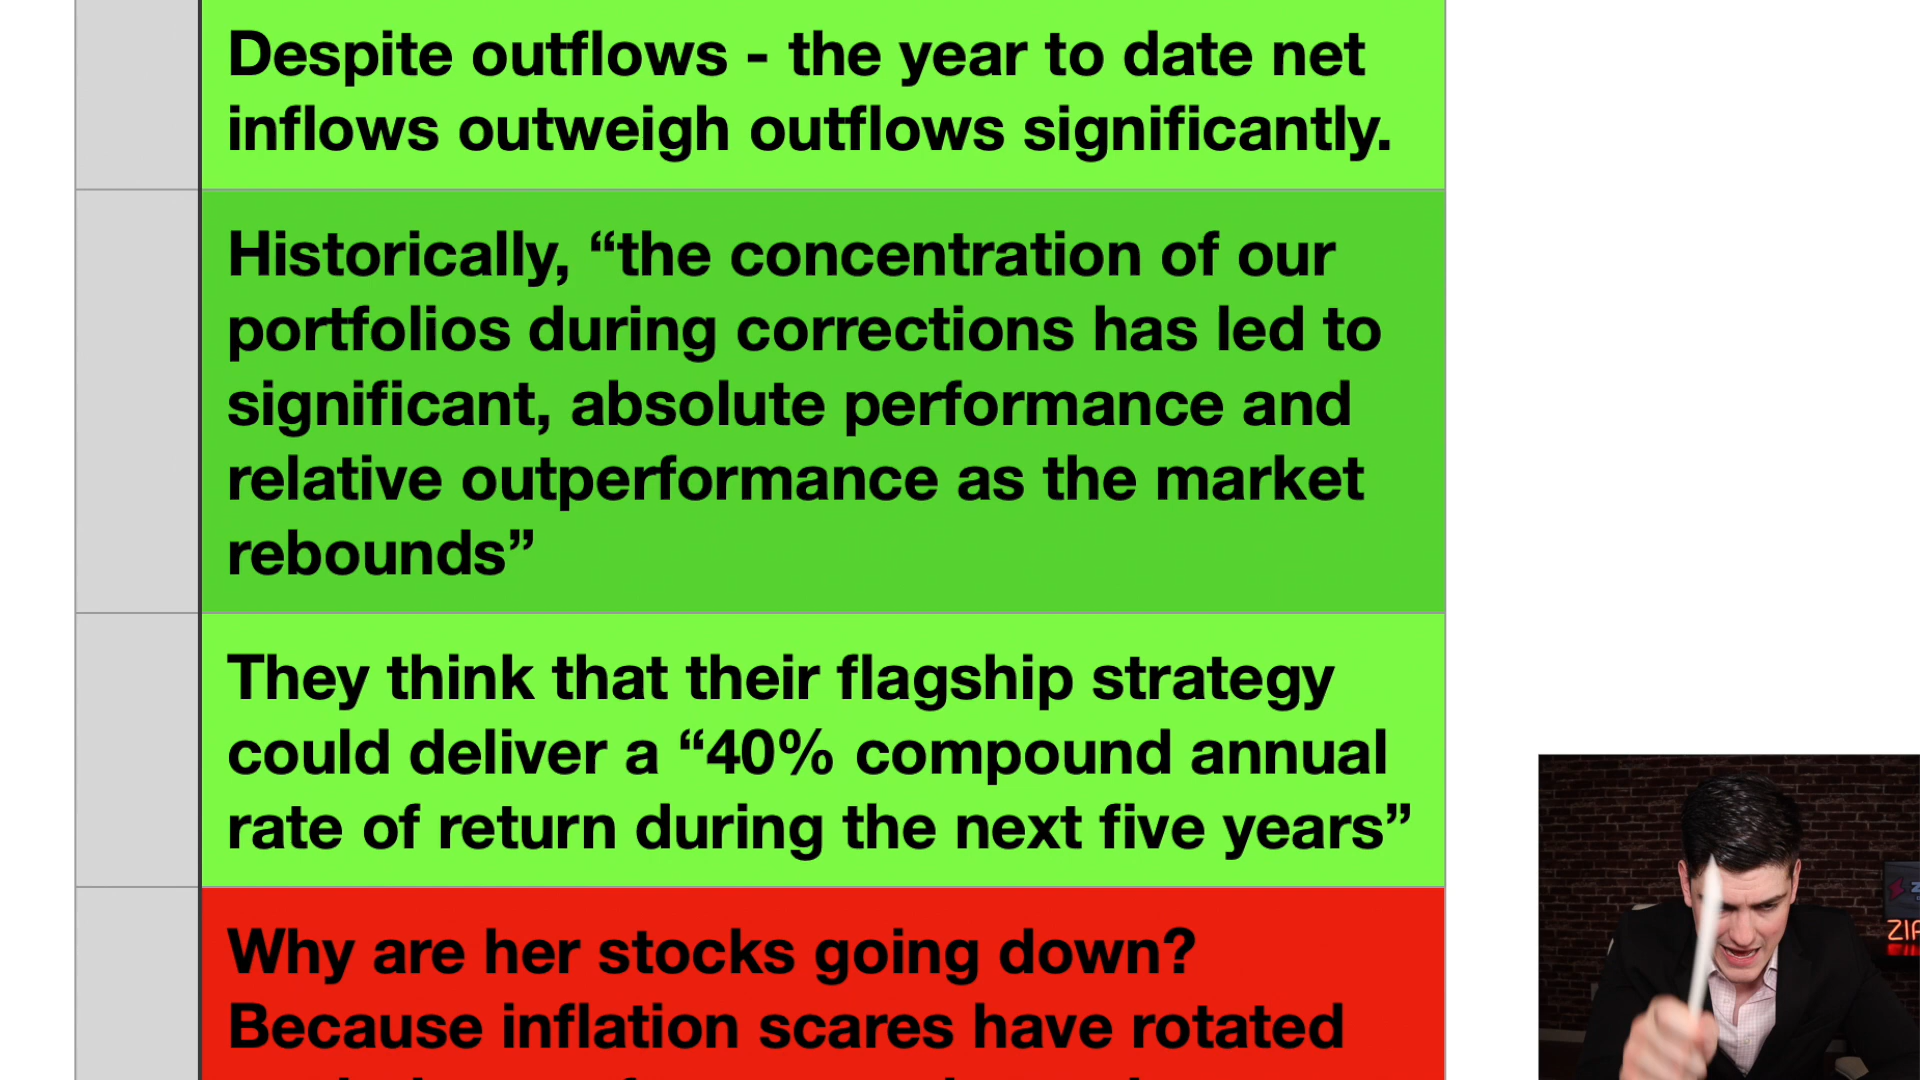 Despite outflows - the year to date net
inflows outweigh outflows significantly.
Historically, “the concentration of our
portfolios during corrections has led to
significant, absolute performance and
relative outperformance as the market
rebounds”
They think that their flagship strategy
could deliver a “40% compound annual
rate of return during the next five years”
Why are her stocks going down?
Because inflation scares have rotated